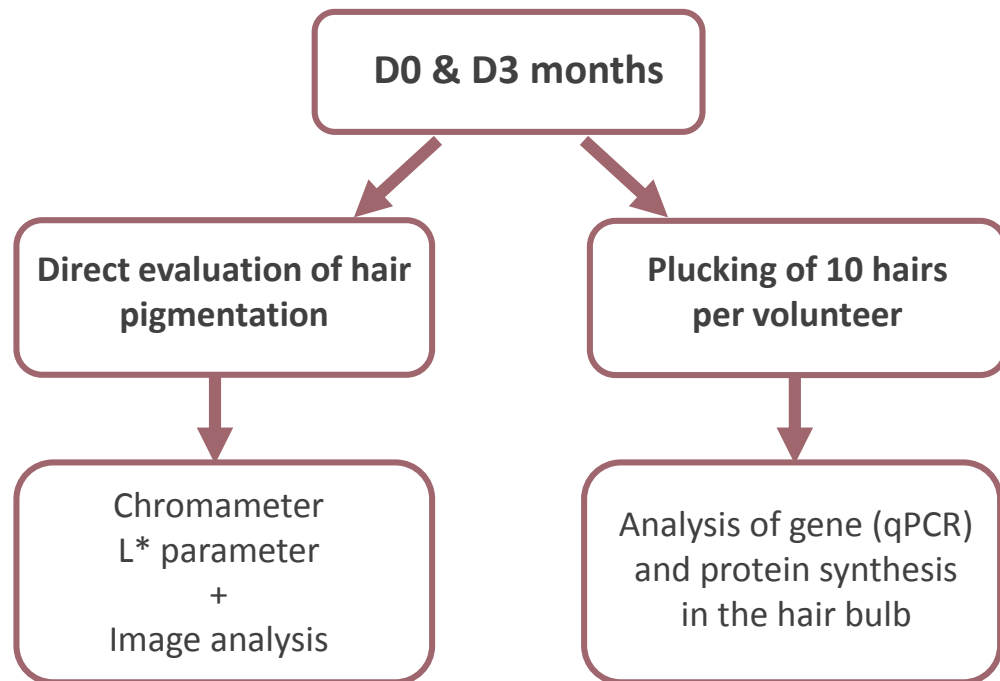 D0 & D3 months
Direct evaluation of hair
pigmentation
Plucking of 10 hairs
per volunteer
Chromameter
L* parameter
+
Image analysis
Analysis of gene (qPCR)
and protein synthesis
in the hair bulb